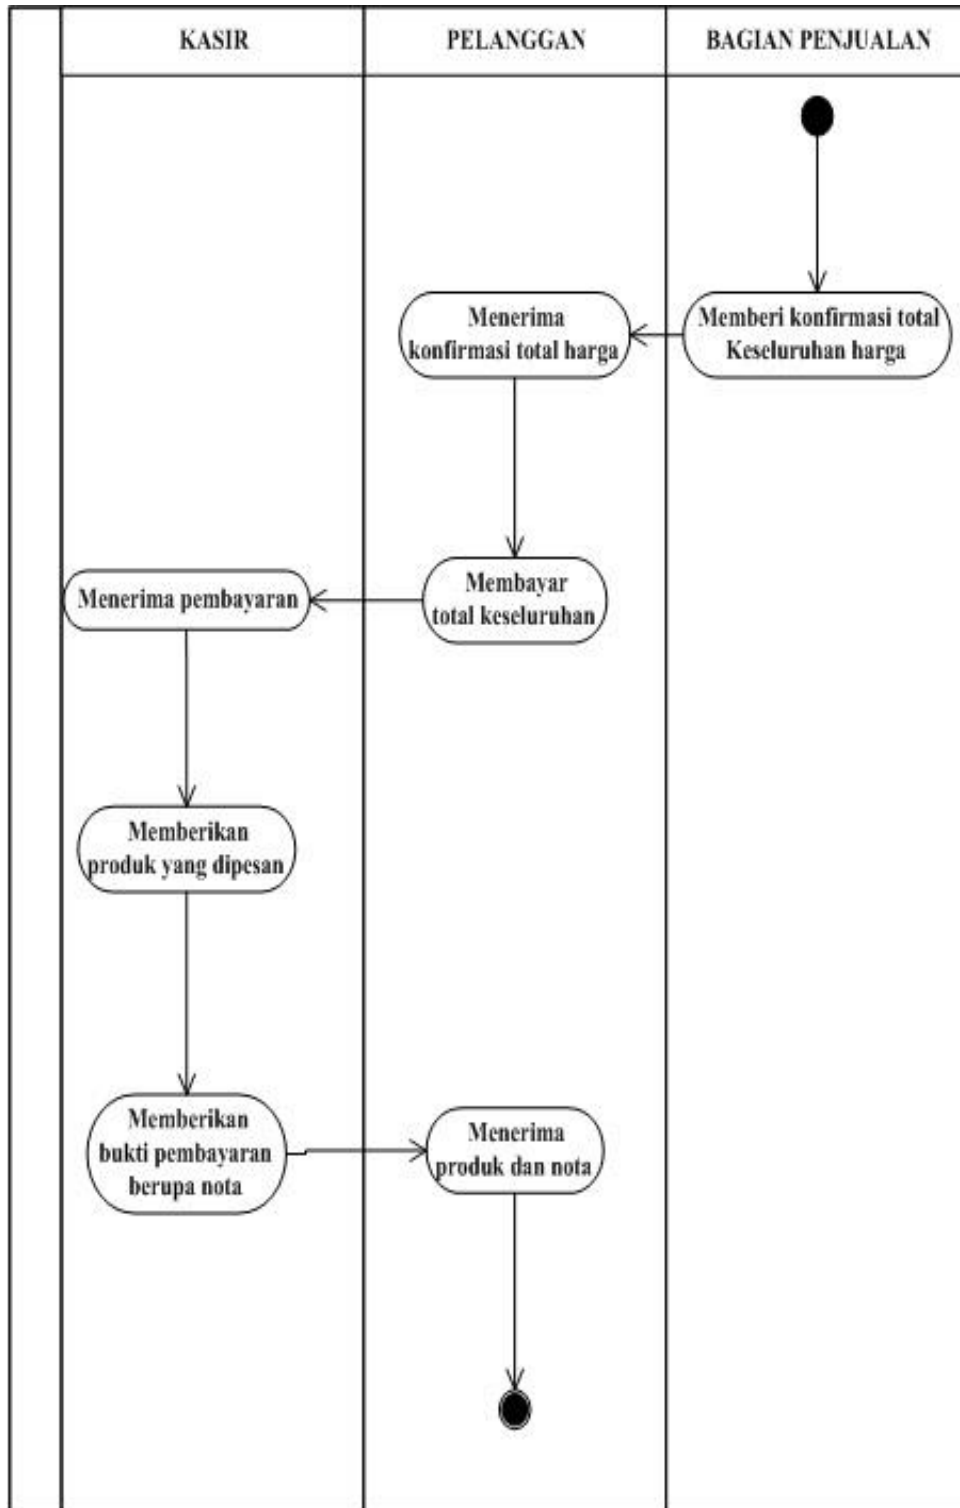 KASIR
PELANGGAN
BAGIAN PENJUALAN
Memberi konfirmasi total
Keseluruhan harga
Menerima
konfirmasi total harga
Membayar
total keseluruhan
Menerima pembayaran
Memberikan
produk yang dipesan
Memberikan
bukti pembayaran
berupa nota
Menerima
produk dan nota